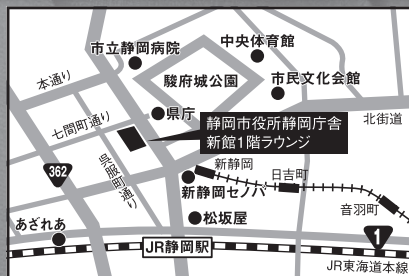 市立静岡病院
中央体育館
本通り
駿府城公園
市民文化会館
県庁
七間町通り
静岡市役所静岡庁舎
新館1階ラウンジ
北街道
呉服町通り
362
新静岡
日吉町
新静岡セノバ
音羽町
あざれあ
松坂屋
1
JR静岡駅
JR東海道本線